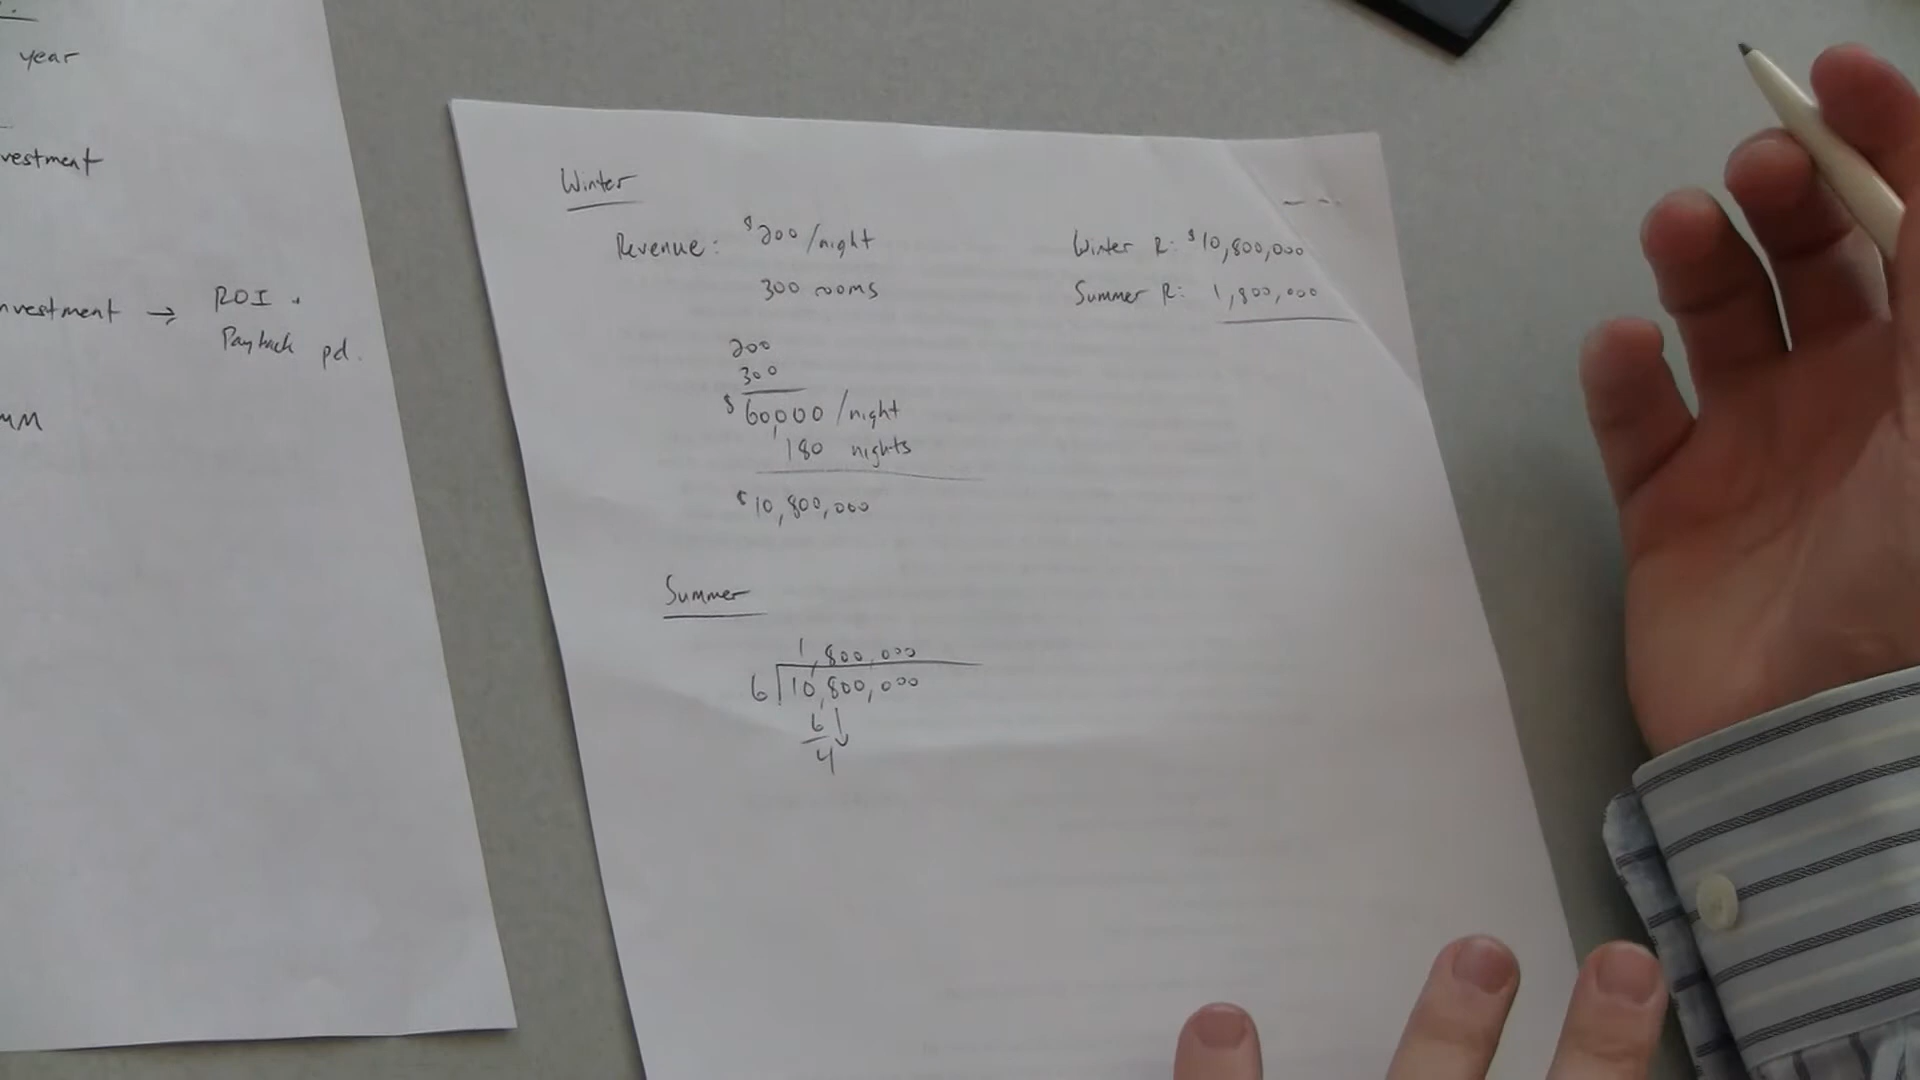 year
vestment
nvestment → ROI.
Payback pd.
MM
Winter
Revenue: $200/night
300 rooms
200
300
$60,000/night
180 nights
$10,800,000
Winter R: $10,800,000
Summer R: 1,800,000
Summer
1,800,000
6 10,800,000
6
4